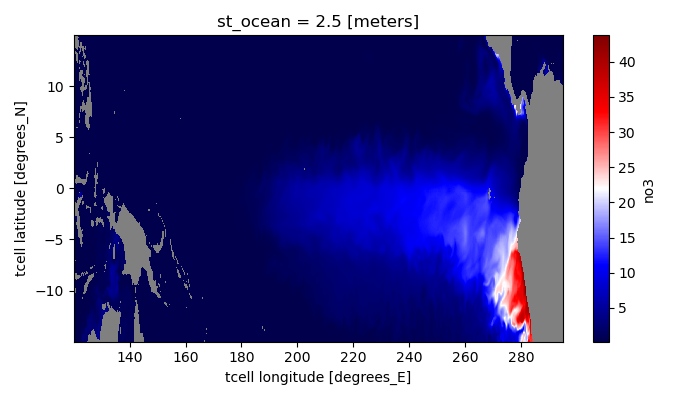 st_ocean = 2.5 [meters]
10
5
0
−5
−10
tcell latitude [degrees_N]
140 160 180 200 220 240 260 280
tcell longitude [degrees_E]
40
35
30
25
20
15
10
5
no3